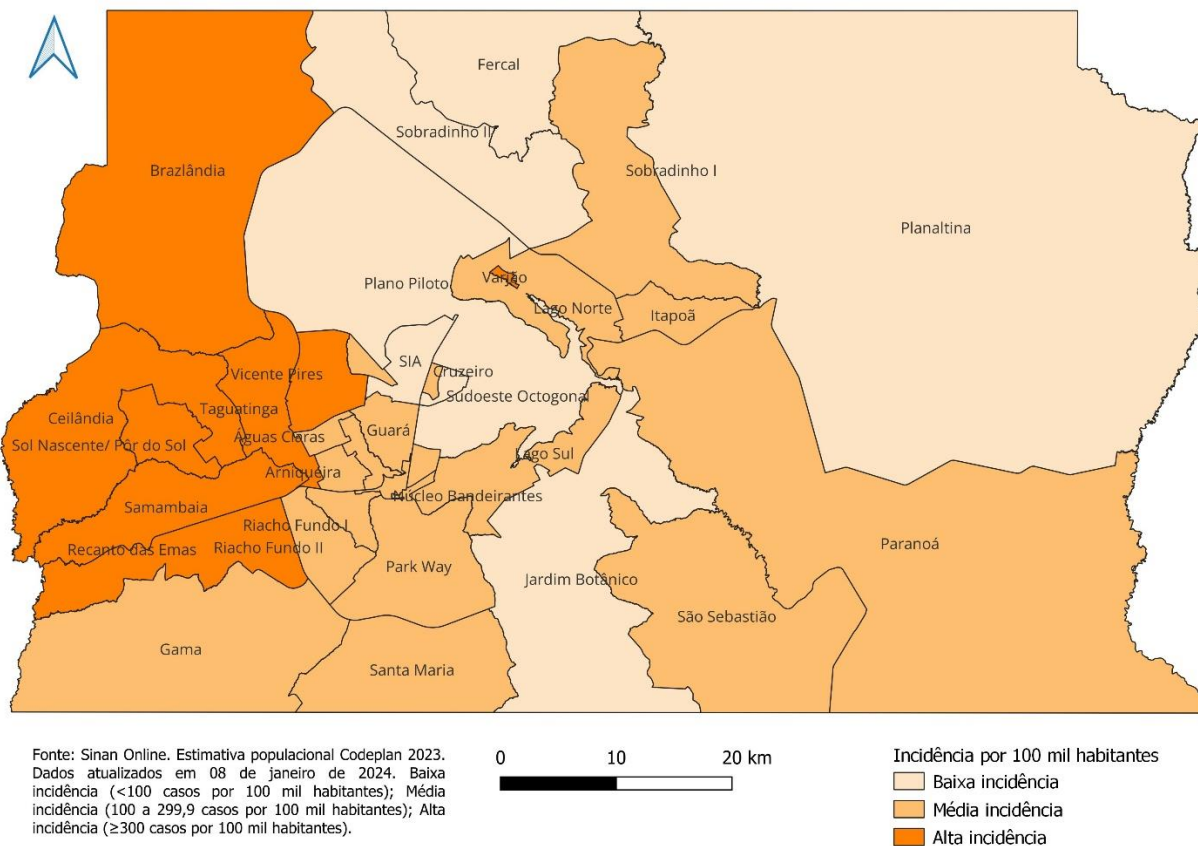 Fercal
Sobradinho II
Brazlândia
Sobradinho I
Planaltina
Plano Piloto
Varjão
Lago Norte
Itapoã
SIA
Cruzeiro
Vicente Pires
Sudoeste Octogonal
Ceilândia
Taguatinga
Guará
Águas Claras
Sol Nascente/ Pôr do Sol
Lago Sul
Arniqueira
Núcleo Bandeirantes
Samambaia
Riacho Fundo I
Recanto das Emas
Riacho Fundo II
Paranoá
Park Way
Jardim Botânico
São Sebastião
Gama
Santa Maria
Fonte: Sinan Online. Estimativa populacional Codeplan 2023.
Dados atualizados em 08 de janeiro de 2024. Baixa
incidência (<100 casos por 100 mil habitantes); Média
incidência (100 a 299,9 casos por 100 mil habitantes); Alta
incidência (≥300 casos por 100 mil habitantes).
0 10 20 km
Incidência por 100 mil habitantes
Baixa incidência
Média incidência
Alta incidência